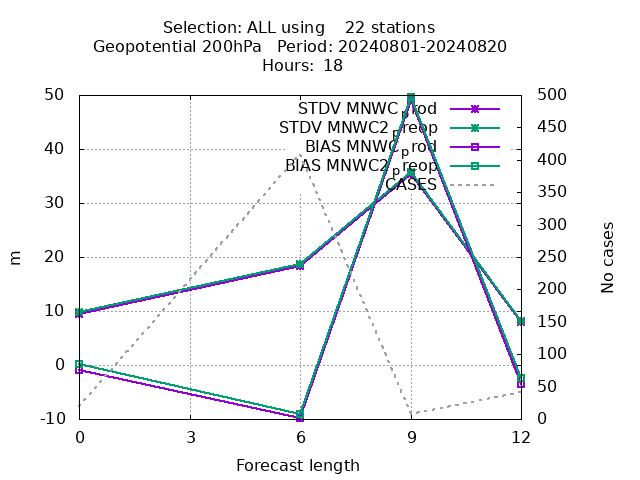 Selection: ALL using    22 stations
Geopotential 200hPa   Period: 20240801-20240820
Hours: 18
STDV MNWC_prod
STDV MNWC2_preop
BIAS MNWC_prod
BIAS MNWC2_preop
CASES
50
40
30
20
10
0
-10
m
500
450
400
350
300
250
200
150
100
50
0
No cases
0 3 6 9 12
Forecast length